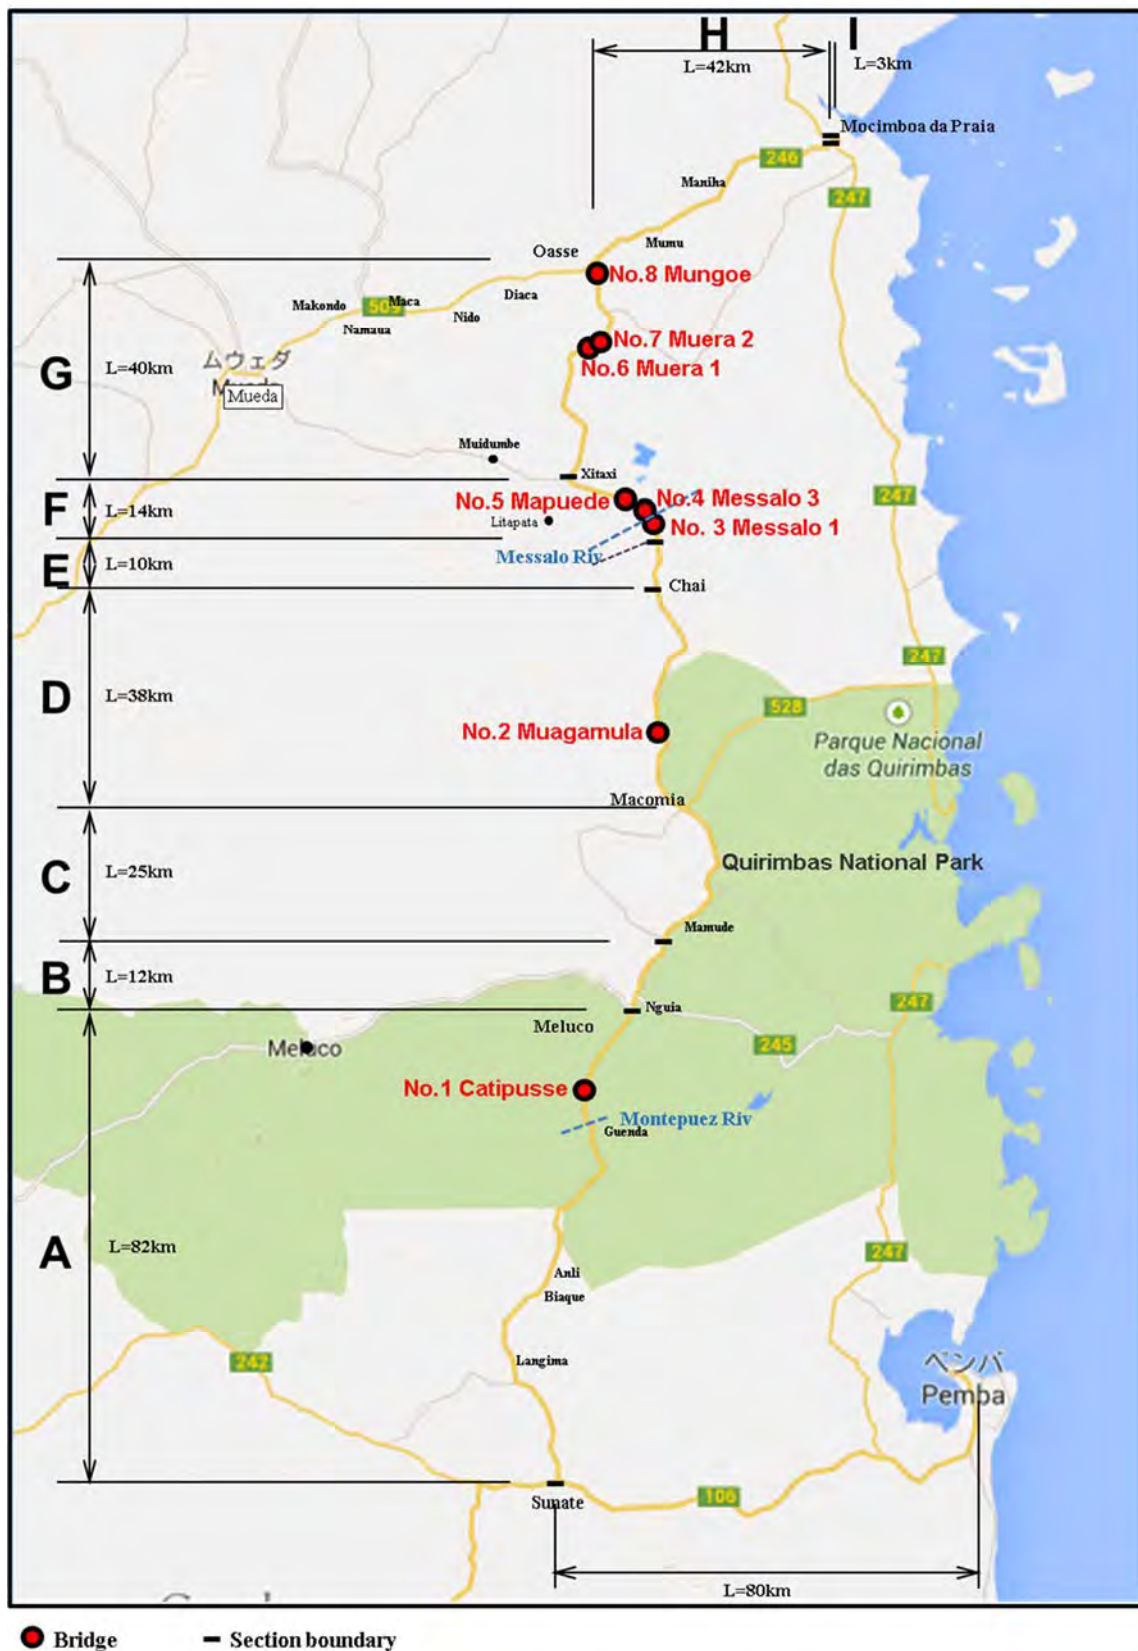 H
I
L=42km
L=3km
Mocimboa da Praia
246
Maniha
247
Mumu
Oasse
No.8 Mungoe
Diaca
Makondo
Maca
509
Nido
Namaua
No.7 Muera 2
ムウェダ
G
L=40km
No.6 Muera 1
Mueda
Mueda
Muidumbe
Xitaxi
247
No.5 Mapuede
No.4 Messalo 3
F
L=14km
Litapata
No. 3 Messalo 1
Messalo Riv
E
L=10km
Chai
247
D
L=38km
528
No.2 Muagamula
Parque Nacional
das Quirimbas
Macomia
C
L=25km
Quirimbas National Park
Mamude
B
L=12km
247
Nguia
Meluco
245
Meluco
No.1 Catipusse
Montepuez Riv
Guenda
A
L=82km
247
Anli
Biaque
Langima
242
ペンバ
Pemba
106
Sunate
L=80km
Bridge
Section boundary